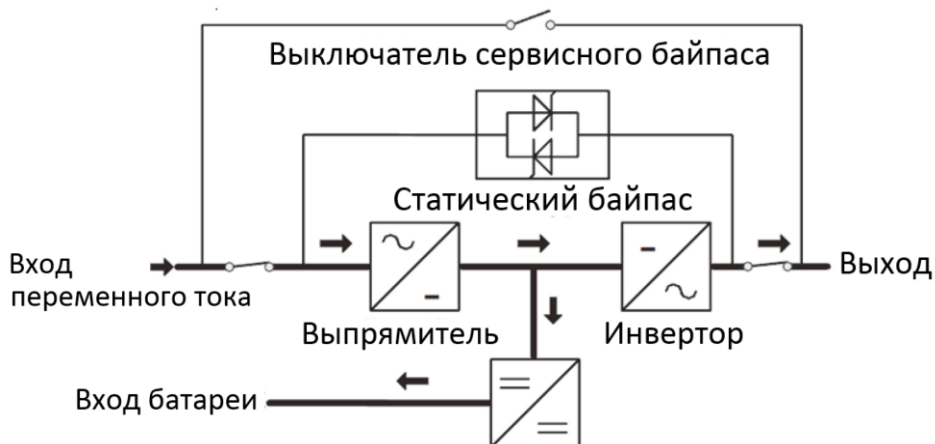 Выключатель сервисного байпаса
Статический байпас
Вход
переменного тока
Выход
Выпрямитель
Инвертор
Вход батареи